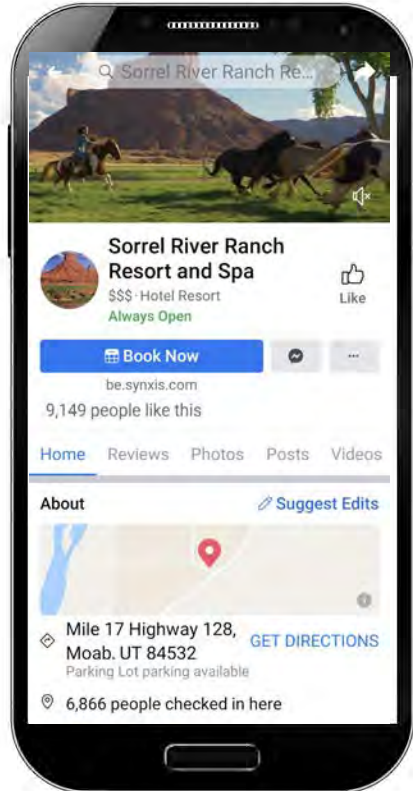 Sorrel River Ranch Re...
Sorrel River Ranch
Resort and Spa
$$$ · Hotel Resort
Always Open
Like
Book Now
...
be.synxis.com
9,149 people like this
Home Reviews Photos Posts Videos
About Suggest Edits
Mile 17 Highway 128,
Moab. UT 84532
GET DIRECTIONS
Parking Lot parking available
6,866 people checked in here